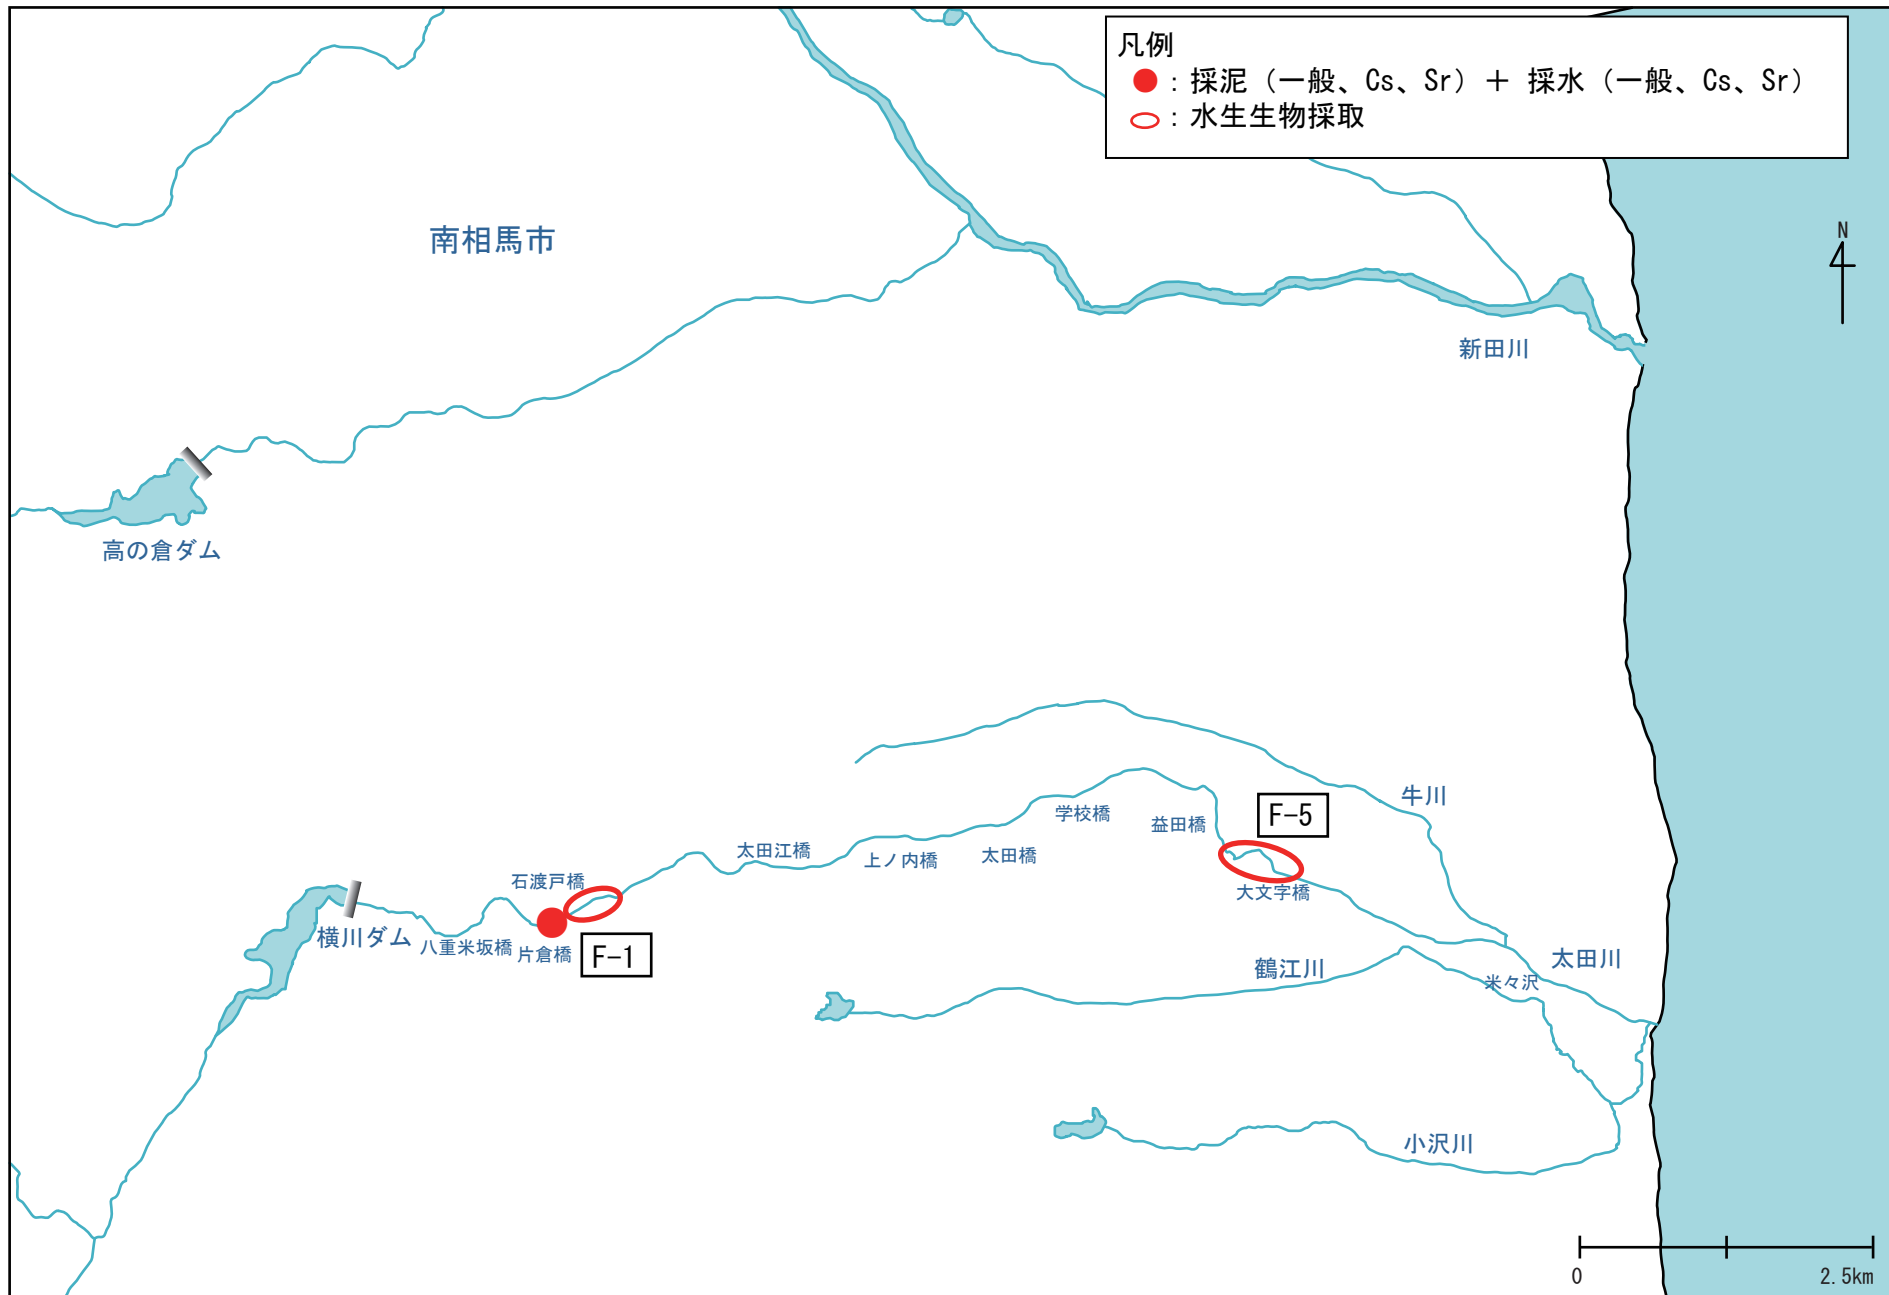 凡例
：採泥（一般、Cs、Sr）＋ 採水（一般、Cs、Sr）
：水生生物採取
南相馬市
N
新田川
高の倉ダム
牛川
学校橋
益田橋
F-5
太田江橋
上ノ内橋
太田橋
石渡戸橋
大文字橋
横川ダム
八重米坂橋
片倉橋
F-1
鶴江川
太田川
米々沢
小沢川
0
2.5km